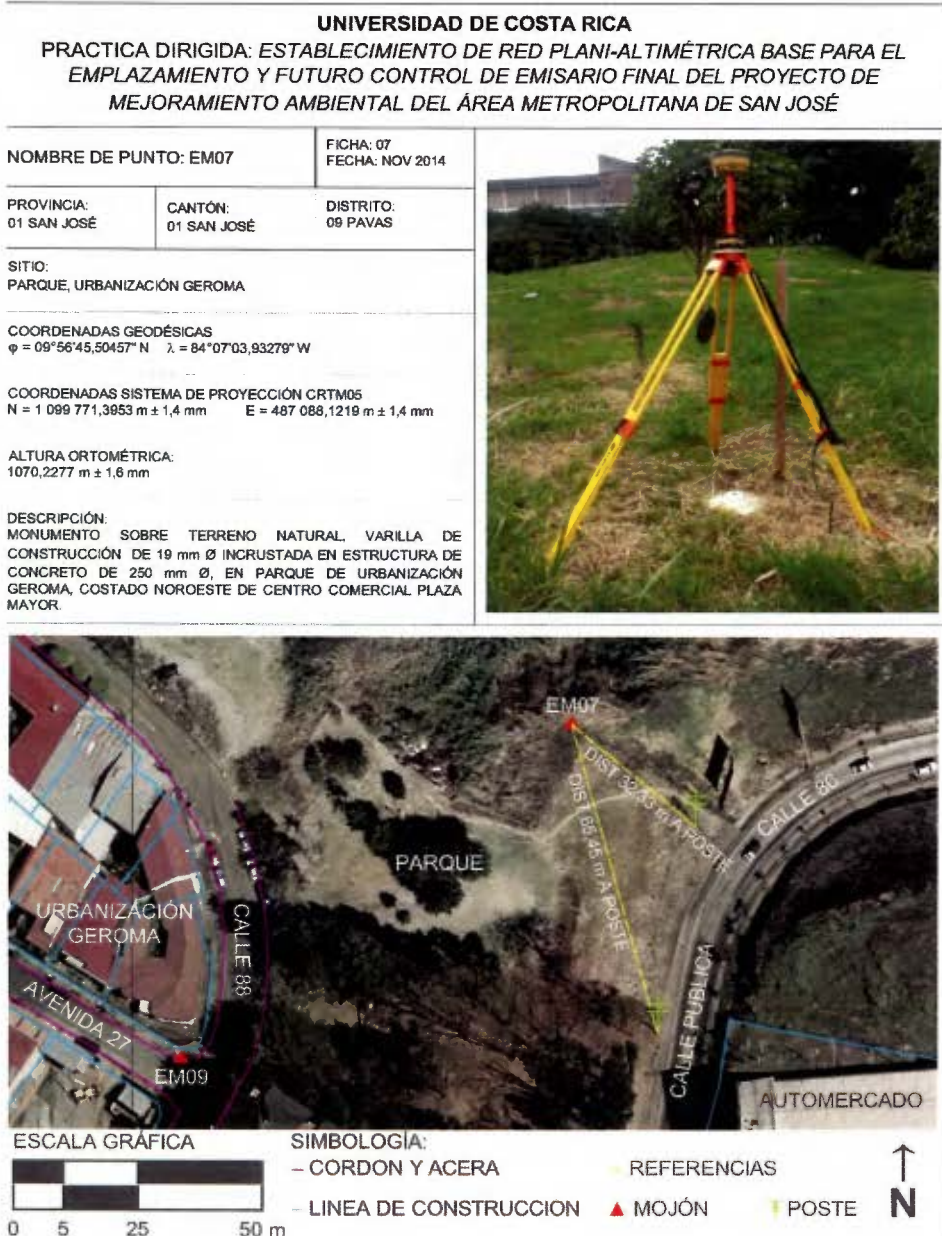 UNIVERSIDAD DE COSTA RICA
PRACTICA DIRIGIDA: ESTABLECIMIENTO DE RED PLANI-ALTIMÉTRICA BASE PARA EL
EMPLAZAMIENTO Y FUTURO CONTROL DE EMISARIO FINAL DEL PROYECTO DE
MEJORAMIENTO AMBIENTAL DEL ÁREA METROPOLITANA DE SAN JOSÉ
NOMBRE DE PUNTO: EM07
FICHA: 07
FECHA: NOV 2014
PROVINCIA:
01 SAN JOSÉ
CANTÓN:
01 SAN JOSÉ
DISTRITO:
09 PAVAS
SITIO:
PARQUE, URBANIZACIÓN GEROMA
COORDENADAS GEODÉSICAS
φ = 09°56'45,50457" N λ = 84°07'03,93279" W
COORDENADAS SISTEMA DE PROYECCIÓN CRTM05
N = 1 099 771,3953 m ± 1,4 mm E = 487 088,1219 m ± 1,4 mm
ALTURA ORTOMÉTRICA:
1070,2277 m ± 1,6 mm
DESCRIPCIÓN:
MONUMENTO SOBRE TERRENO NATURAL. VARILLA DE
CONSTRUCCIÓN DE 19 mm Ø INCRUSTADA EN ESTRUCTURA DE
CONCRETO DE 250 mm Ø, EN PARQUE DE URBANIZACIÓN
GEROMA, COSTADO NOROESTE DE CENTRO COMERCIAL PLAZA
MAYOR.
EM07
DIST 32,33 m A POSTE
DIST 65,45 m A POSTE
CALLE 8C
PARQUE
URBANIZACIÓN
GEROMA
CALLE 88
AVENIDA 27
EM09
CALLE PUBLICA
AUTOMERCADO
ESCALA GRÁFICA
0 5 25 50 m
SIMBOLOGÍA:
CORDON Y ACERA
LINEA DE CONSTRUCCION
REFERENCIAS
MOJÓN
POSTE
N